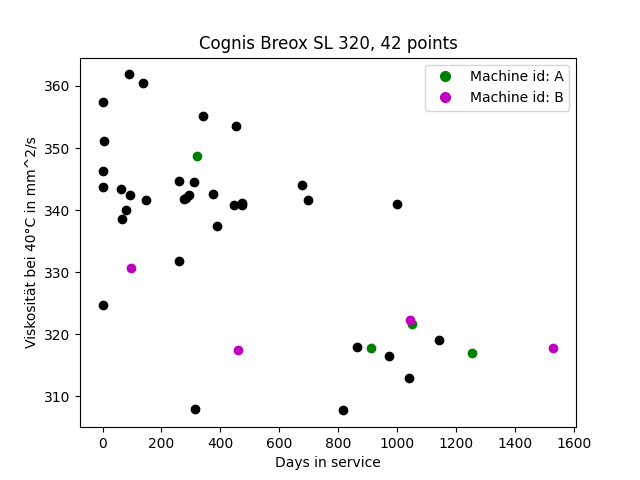 Cognis Breox SL 320, 42 points
Machine id: A
Machine id: B
Viskosität bei 40°C in mm^2/s
360
350
340
330
320
310
0 200 400 600 800 1000 1200 1400 1600
Days in service